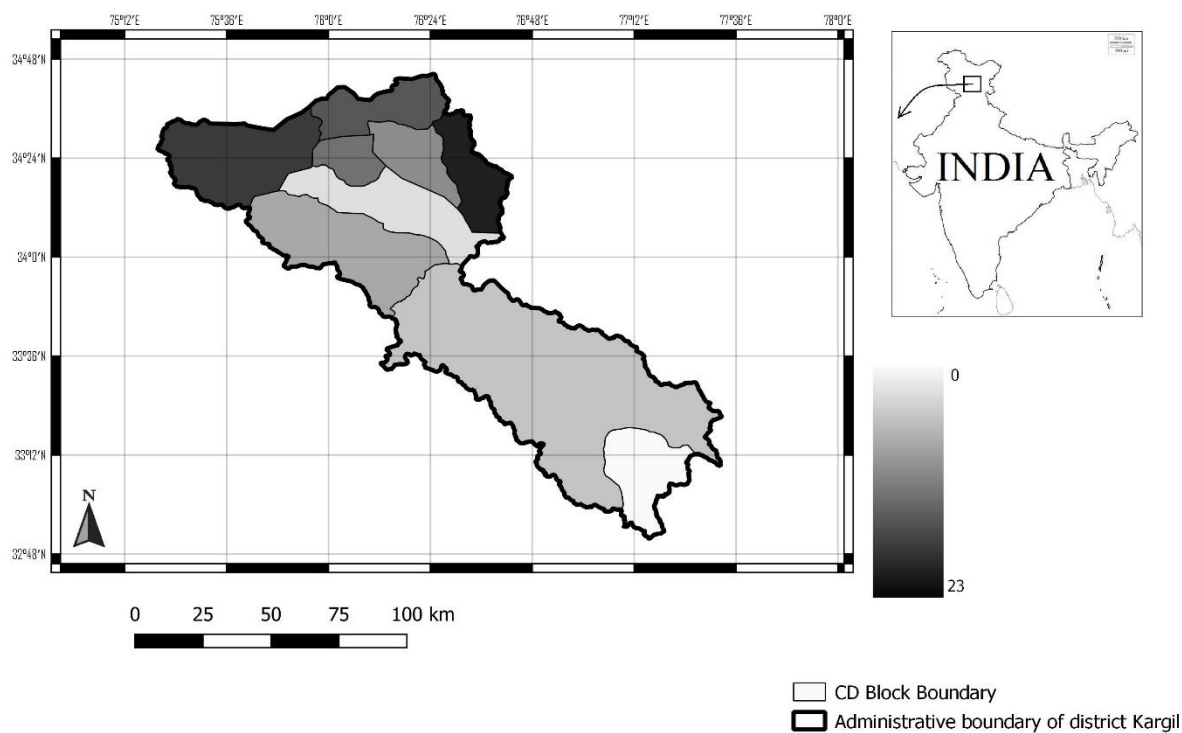 75°12'E 75°36'E 76°0'E 76°24'E 76°48'E 77°12'E 77°36'E 78°0'E
34°48'N
34°24'N
34°0'N
33°36'N
33°12'N
32°48'N
N
INDIA
0
23
0 25 50 75 100 km
CD Block Boundary
Administrative boundary of district Kargil